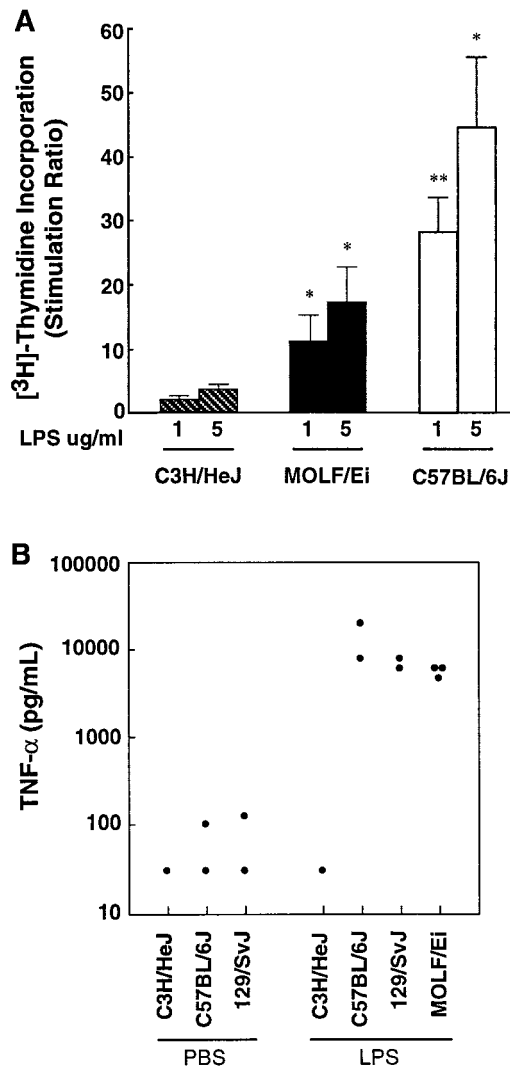 A
[3H]-Thymidine Incorporation
(Stimulation Ratio)
60
50
40
30
20
10
0
* * ** *
LPS ug/ml 1 5 1 5 1 5
C3H/HeJ MOLF/Ei C57BL/6J
B
TNF-α (pg/mL)
100000
10000
1000
100
10
C3H/HeJ C57BL/6J 129/SvJ C3H/HeJ C57BL/6J 129/SvJ MOLF/Ei
PBS LPS